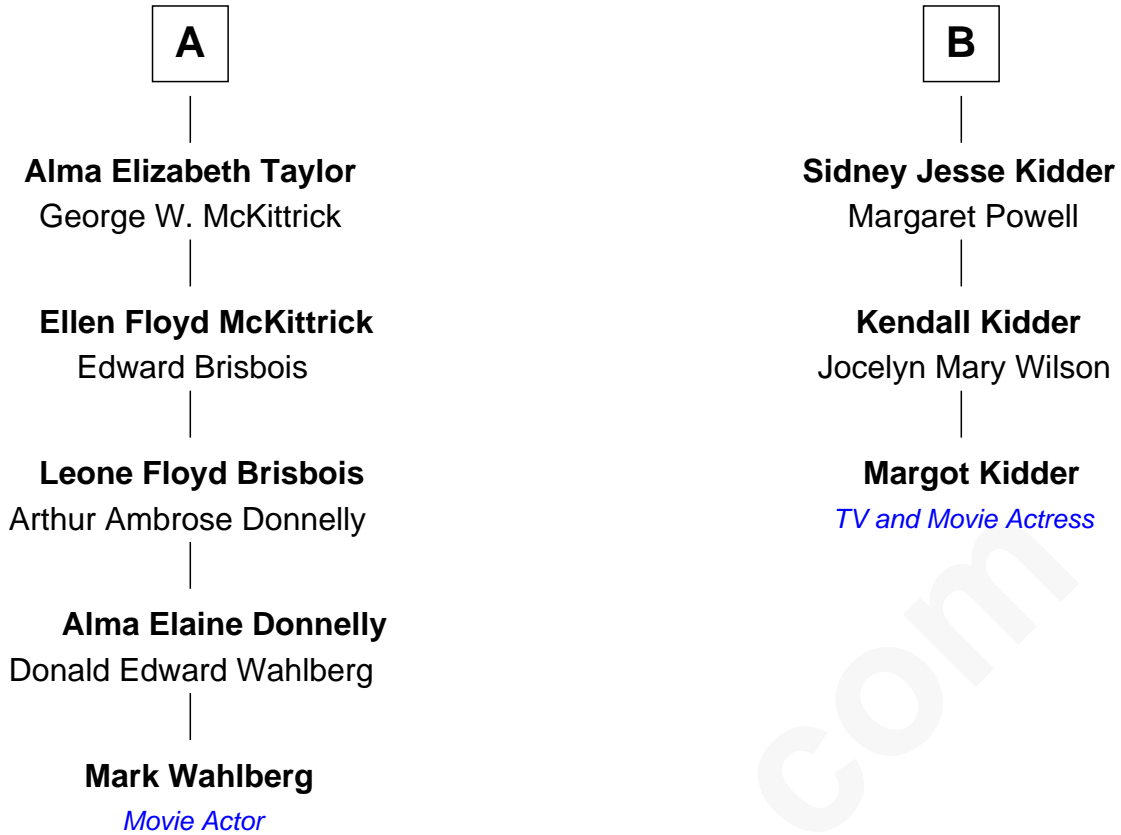 A
Alma Elizabeth Taylor
George W. McKittrick
Ellen Floyd McKittrick
Edward Brisbois
Leone Floyd Brisbois
Arthur Ambrose Donnelly
Alma Elaine Donnelly
Donald Edward Wahlberg
Mark Wahlberg
Movie Actor
B
Sidney Jesse Kidder
Margaret Powell
Kendall Kidder
Jocelyn Mary Wilson
Margot Kidder
TV and Movie Actress
com